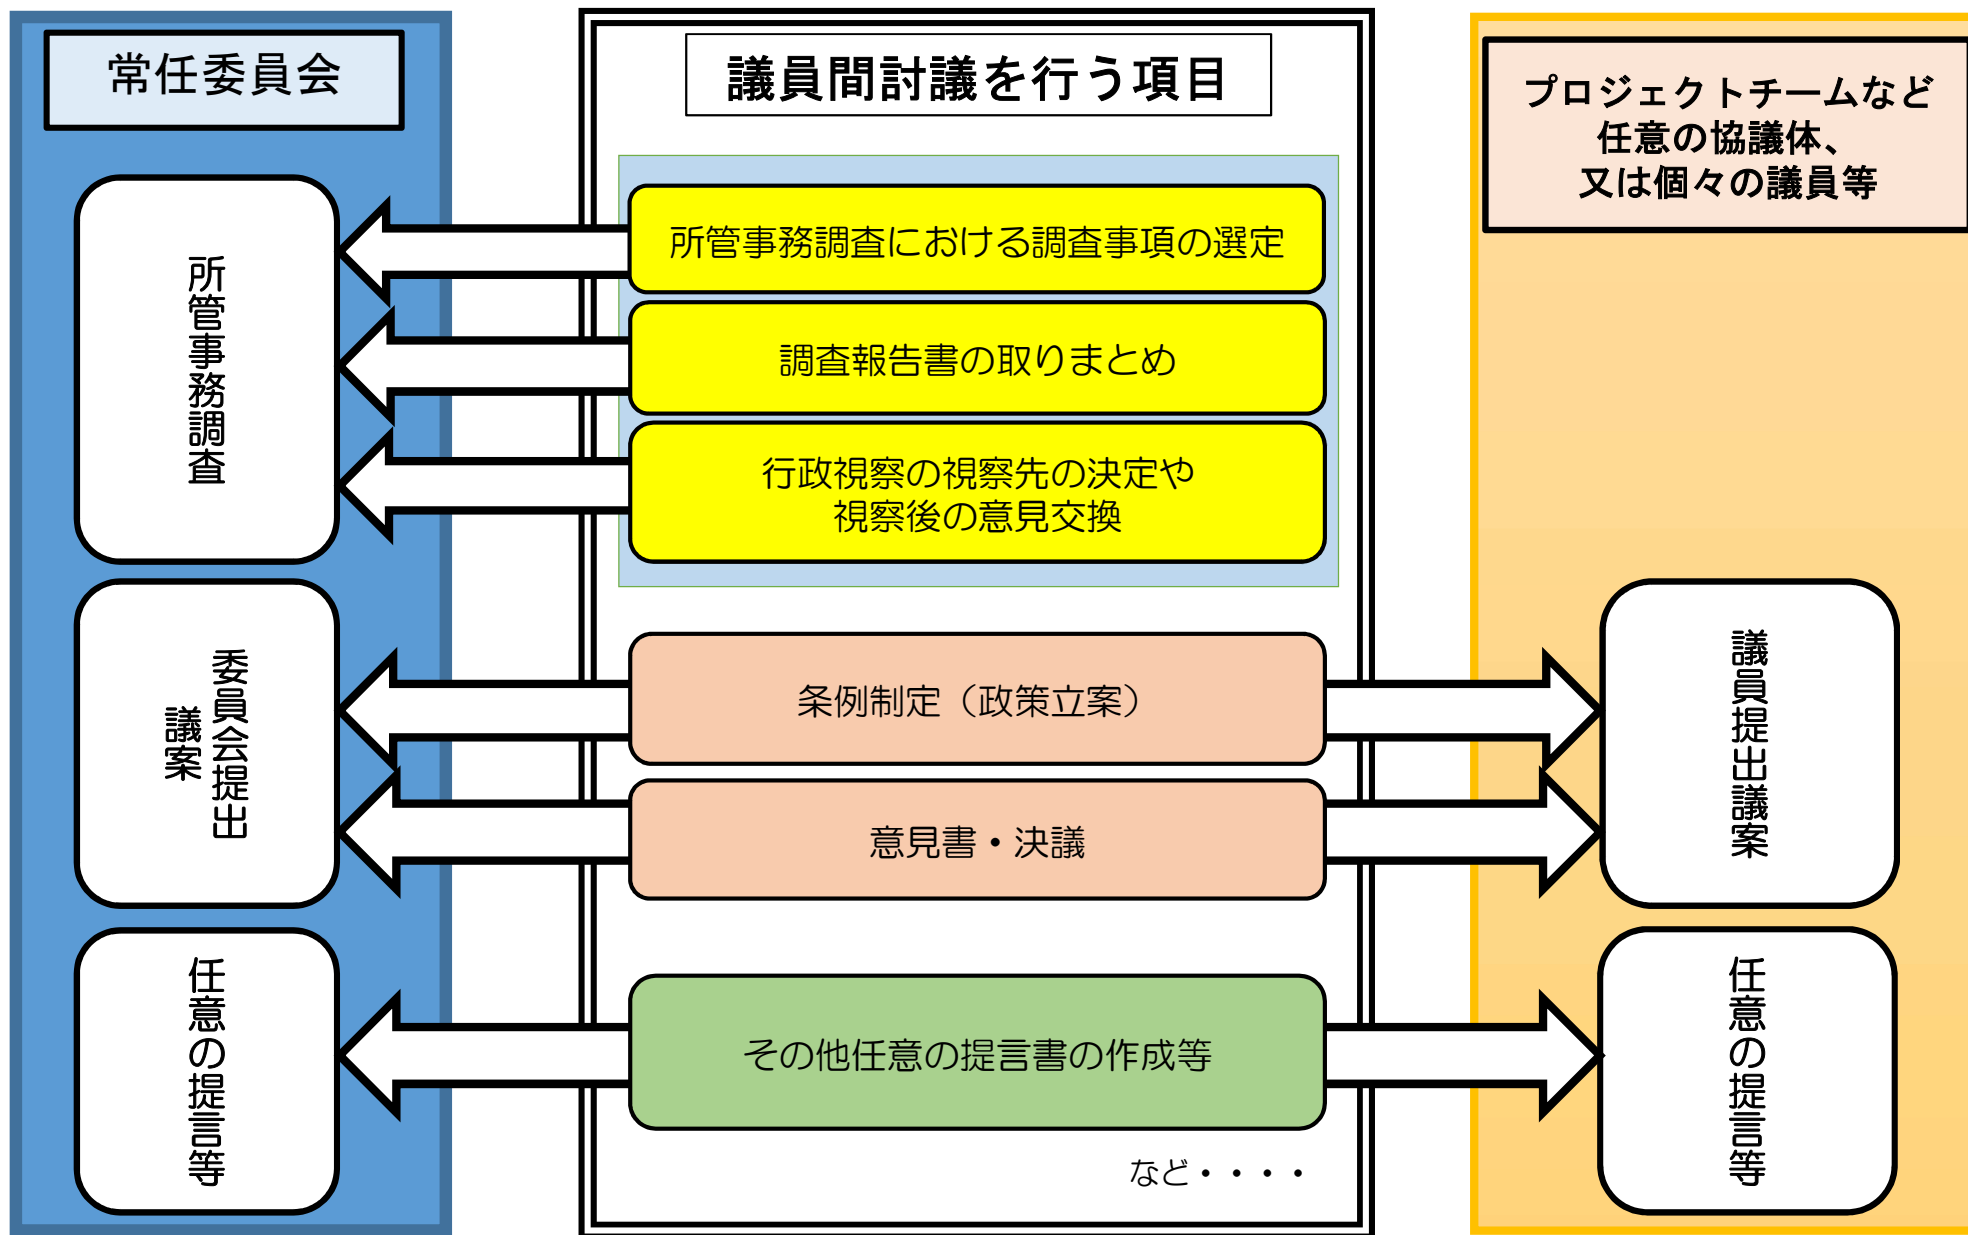 常任委員会
所管事務調査
委員会提出
議案
任意の提言等
議員間討議を行う項目
所管事務調査における調査事項の選定
調査報告書の取りまとめ
行政視察の視察先の決定や
視察後の意見交換
条例制定（政策立案）
意見書・決議
その他任意の提言書の作成等
など・・・・
プロジェクトチームなど
任意の協議体、
又は個々の議員等
議員提出議案
任意の提言等